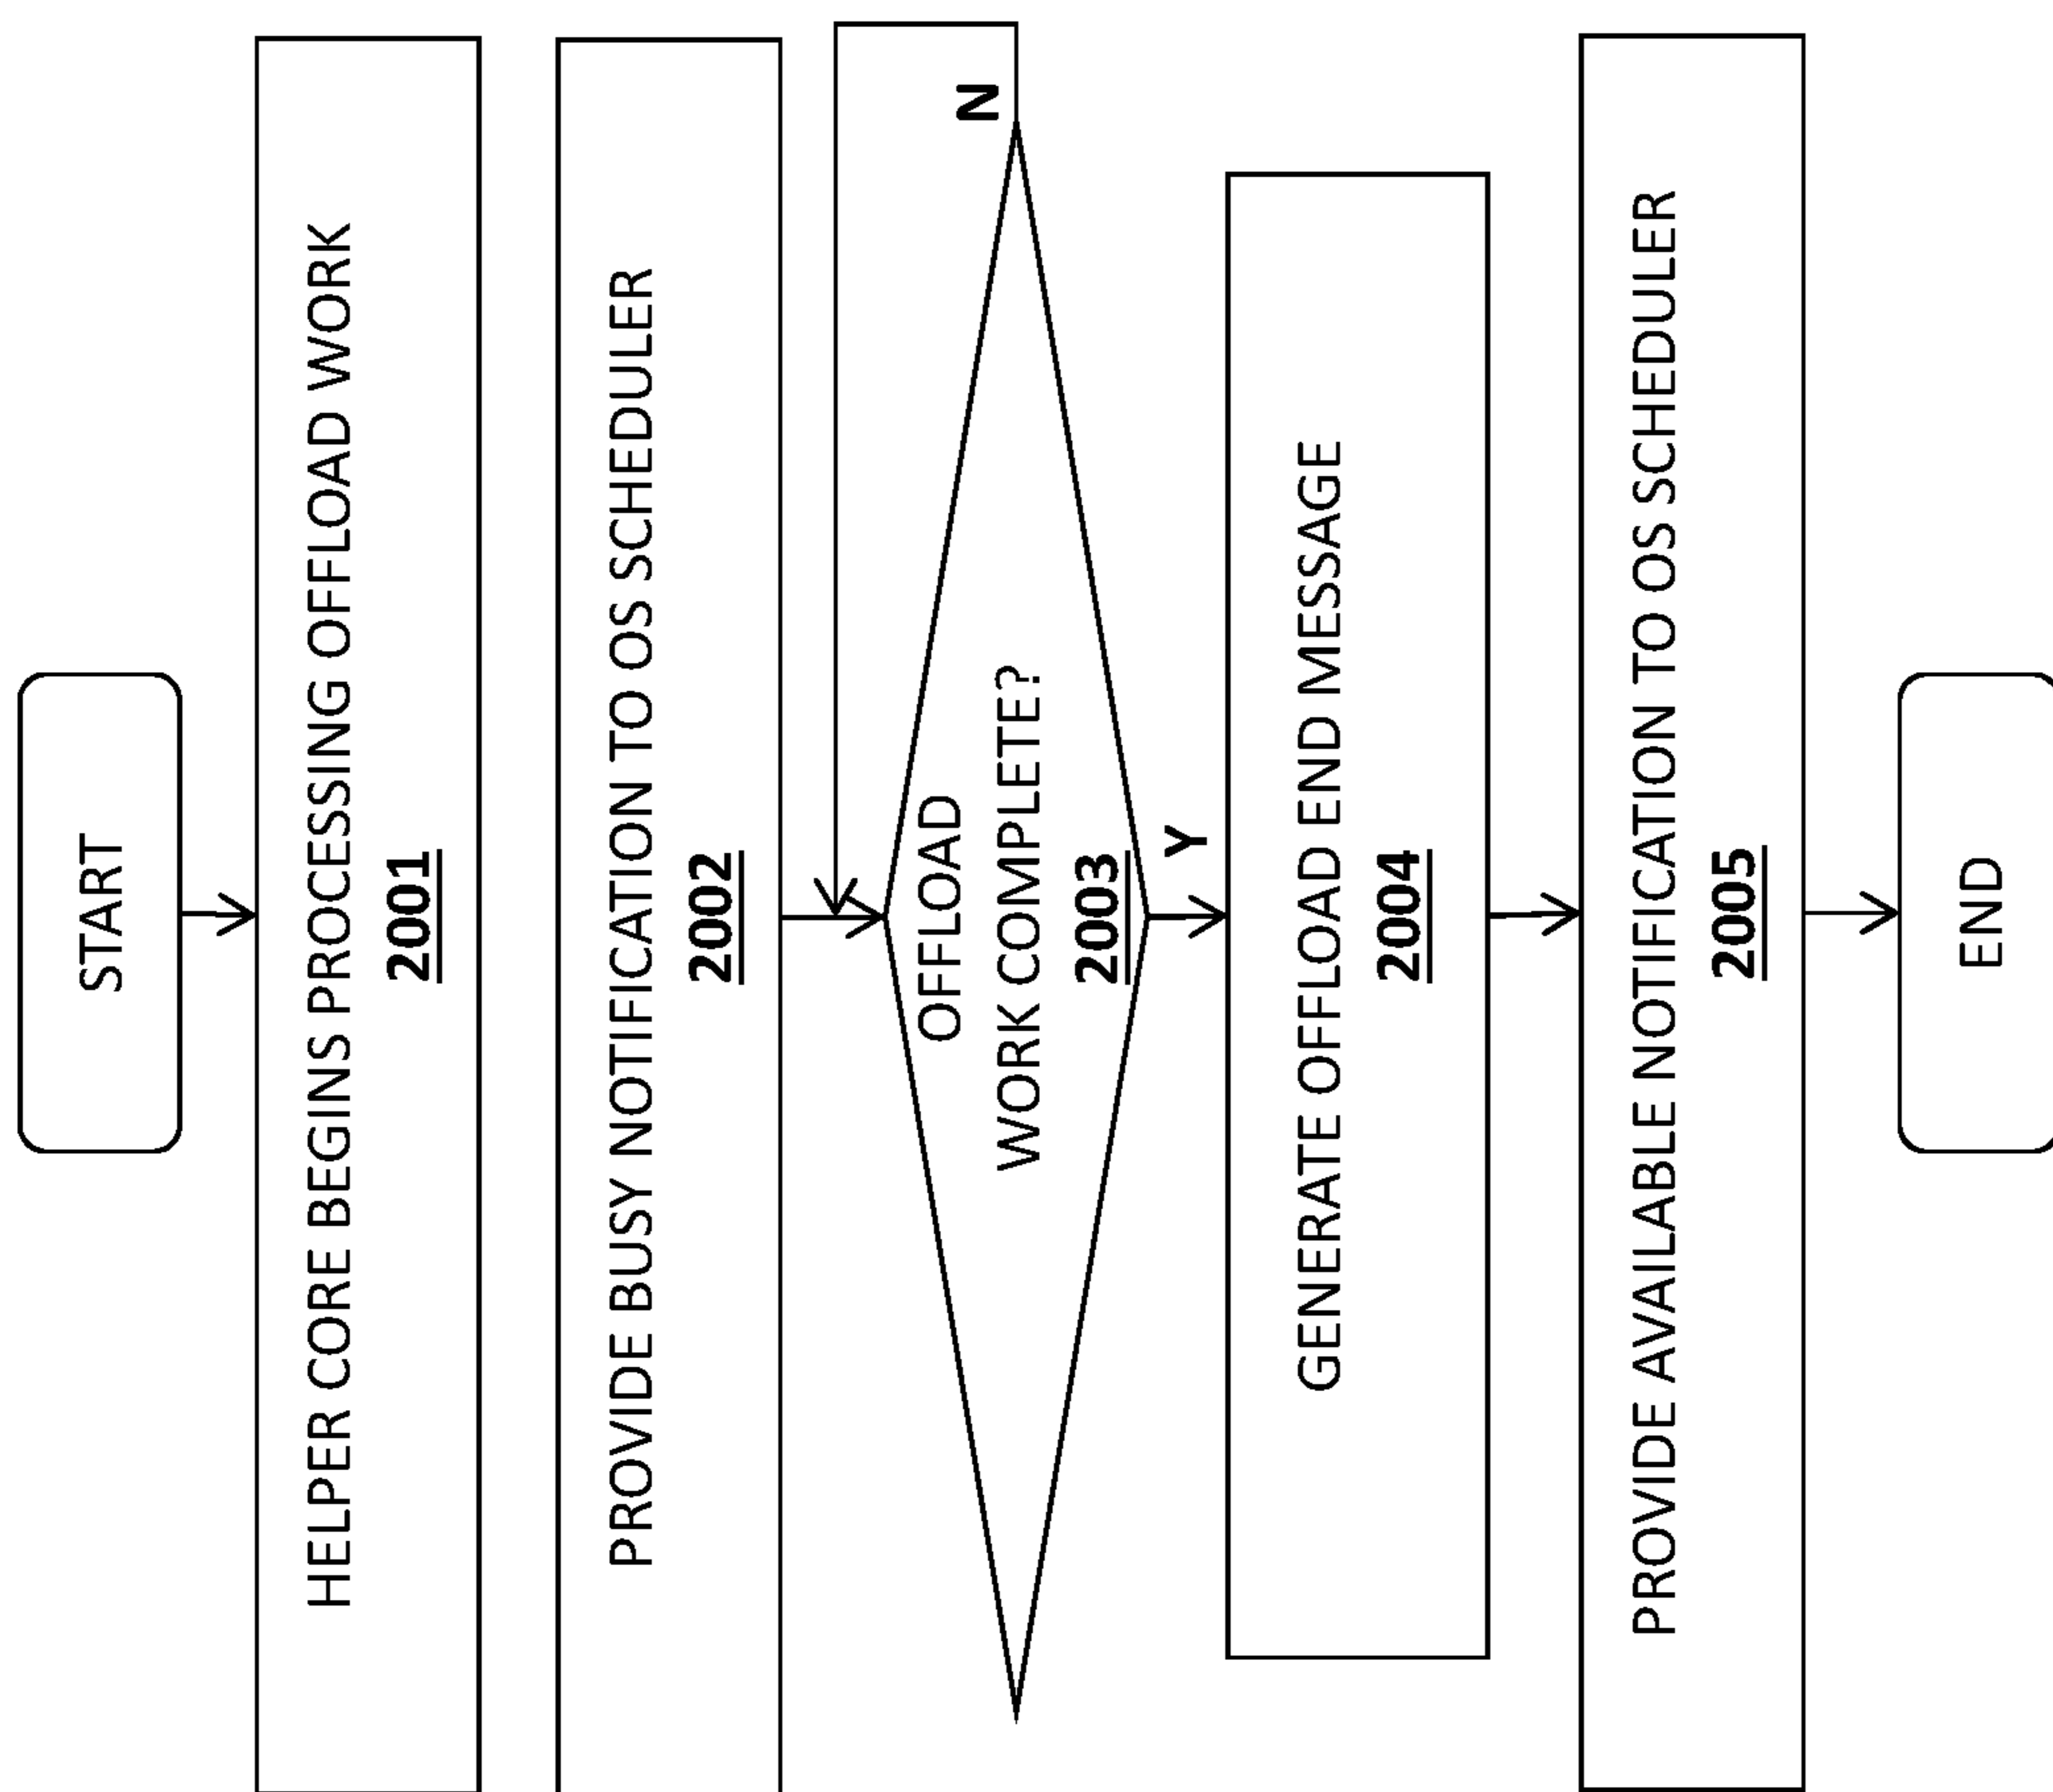 START
HELPER CORE BEGINS PROCESSING OFFLOAD WORK
2001
PROVIDE BUSY NOTIFICATION TO OS SCHEDULER
2002
OFFLOAD
WORK COMPLETE?
2003
N
Y
GENERATE OFFLOAD END MESSAGE
2004
PROVIDE AVAILABLE NOTIFICATION TO OS SCHEDULER
2005
END